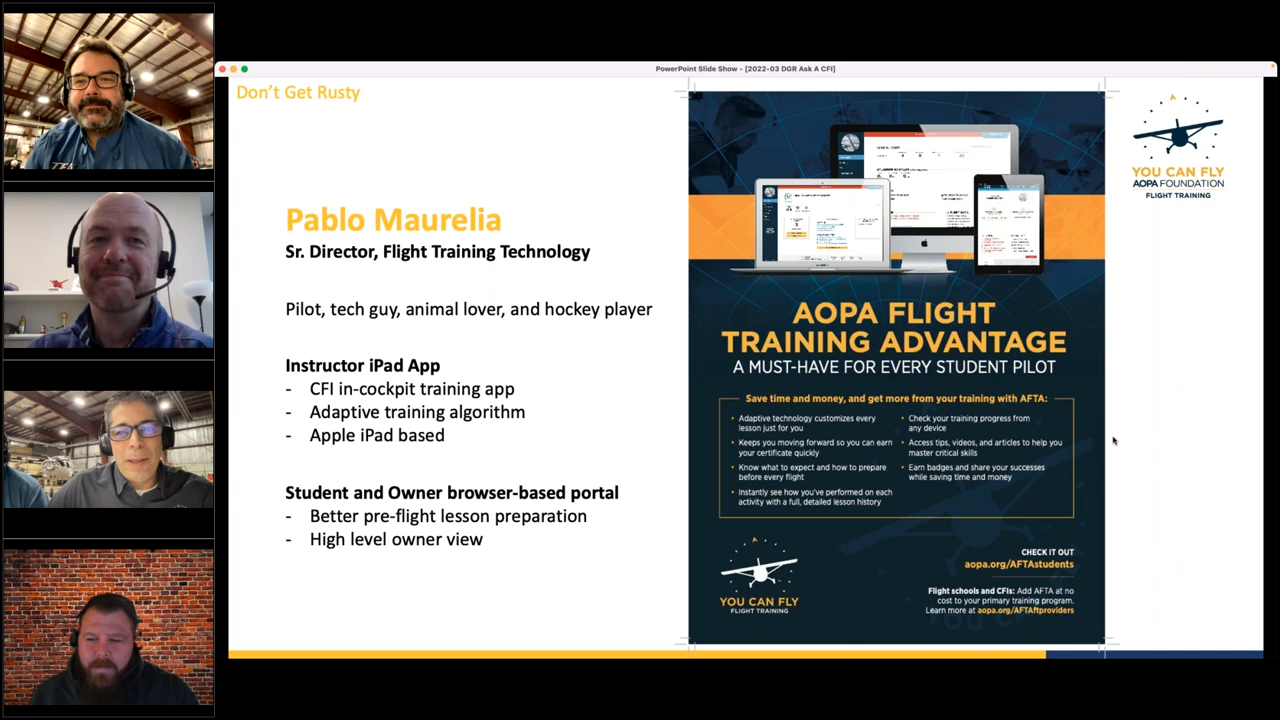 PowerPoint Slide Show - [2022-03 DGR Ask A CFI]
Don't Get Rusty
Pablo Maurelia
Sr. Director, Flight Training Technology
Pilot, tech guy, animal lover, and hockey player
Instructor iPad App
- CFI in-cockpit training app
- Adaptive training algorithm
- Apple iPad based
Student and Owner browser-based portal
- Better pre-flight lesson preparation
- High level owner view
AOPA FLIGHT
TRAINING ADVANTAGE
A MUST-HAVE FOR EVERY STUDENT PILOT
Save time and money, and get more from your training with AFTA:
• Adaptive technology customizes every
lesson just for you
• Keeps you moving forward so you can earn
your certificate quickly
• Know what to expect and how to prepare
before every flight
• Instantly see how you've performed on each
activity with a full, detailed lesson history
• Check your training progress from
any device
• Access tips, videos, and articles to help you
master critical skills
• Earn badges and share your successes
while saving time and money
YOU CAN FLY
FLIGHT TRAINING
CHECK IT OUT
aopa.org/AFTAstudents
Flight schools and CFIs: Add AFTA at no
cost to your primary training program.
Learn more at aopa.org/AFTAftproviders
YOU CAN FLY
AOPA FOUNDATION
FLIGHT TRAINING